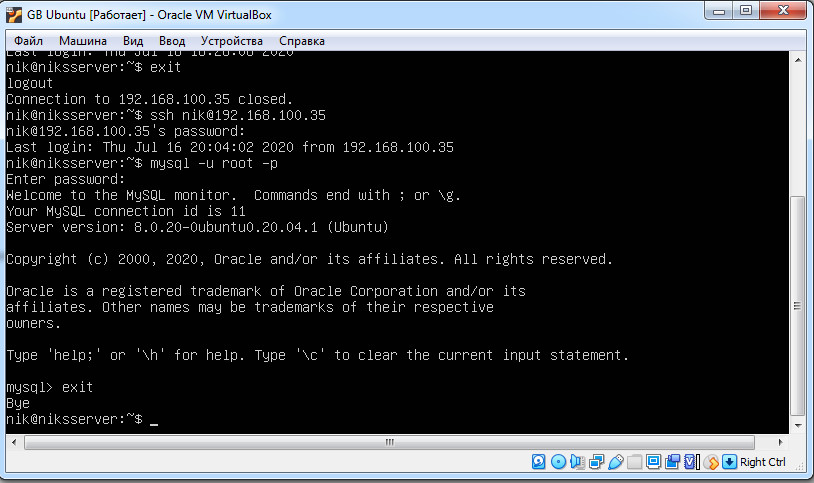 GB Ubuntu [Работает] - Oracle VM VirtualBox
Файл Машина Вид Ввод Устройства Справка
Last login: Thu Jul 16 18:28:08 2020
nik@niksserver:~$ exit
logout
Connection to 192.168.100.35 closed.
nik@niksserver:~$ ssh nik@192.168.100.35
nik@192.168.100.35's password:
Last login: Thu Jul 16 20:04:02 2020 from 192.168.100.35
nik@niksserver:~$ mysql -u root -p
Enter password:
Welcome to the MySQL monitor.  Commands end with ; or \g.
Your MySQL connection id is 11
Server version: 8.0.20-0ubuntu0.20.04.1 (Ubuntu)
Copyright (c) 2000, 2020, Oracle and/or its affiliates. All rights reserved.
Oracle is a registered trademark of Oracle Corporation and/or its
affiliates. Other names may be trademarks of their respective
owners.
Type 'help;' or '\h' for help. Type '\c' to clear the current input statement.
mysql> exit
Bye
nik@niksserver:~$ _
Right Ctrl